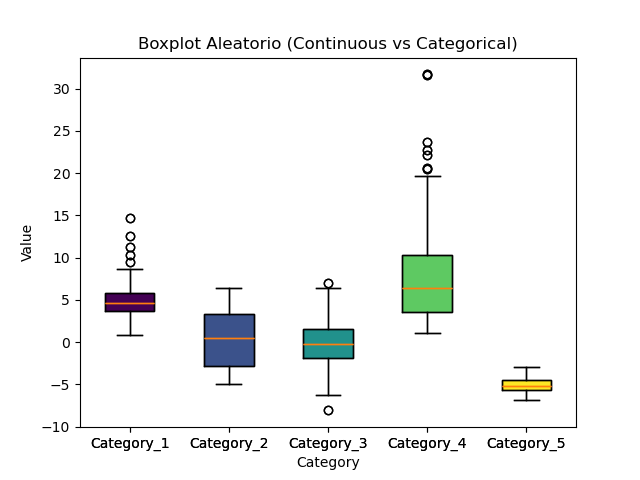 Boxplot Aleatorio (Continuous vs Categorical)
30
25
20
15
10
5
0
−5
−10
Value
Category_1 Category_2 Category_3 Category_4 Category_5
Category